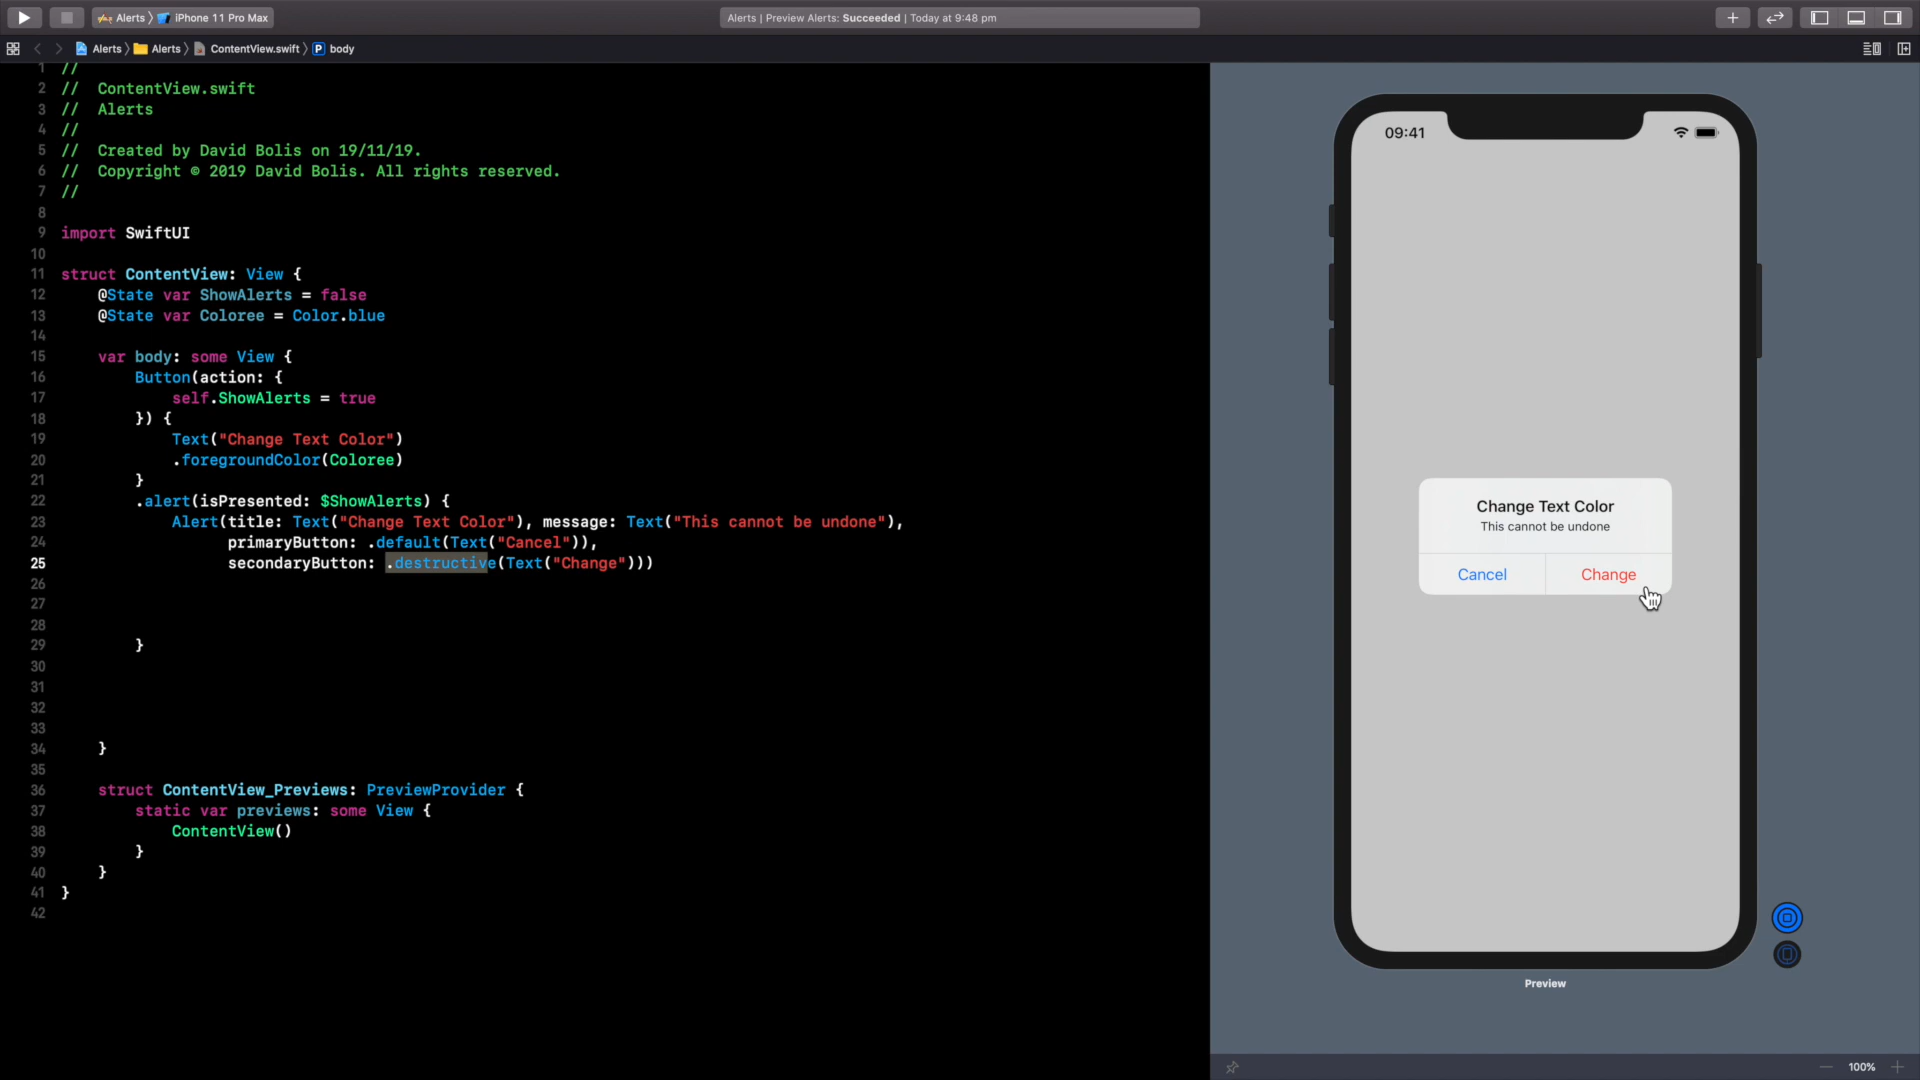 Alerts 〉 iPhone 11 Pro Max
Alerts | Preview Alerts: Succeeded | Today at 9:48 pm
Alerts 〉 Alerts 〉 ContentView.swift 〉 P body
1 //
2 //  ContentView.swift
3 //  Alerts
4 //
5 //  Created by David Bolis on 19/11/19.
6 //  Copyright © 2019 David Bolis. All rights reserved.
7 //
8
9 import SwiftUI
10
11 struct ContentView: View {
12     @State var ShowAlerts = false
13     @State var Coloree = Color.blue
14
15     var body: some View {
16         Button(action: {
17             self.ShowAlerts = true
18         }) {
19             Text("Change Text Color")
20             .foregroundColor(Coloree)
21         }
22         .alert(isPresented: $ShowAlerts) {
23             Alert(title: Text("Change Text Color"), message: Text("This cannot be undone"),
24                   primaryButton: .default(Text("Cancel")),
25                   secondaryButton: .destructive(Text("Change")))
26
27
28
29         }
30
31
32
33
34     }
35
36     struct ContentView_Previews: PreviewProvider {
37         static var previews: some View {
38             ContentView()
39         }
40     }
41 }
42
09:41
Change Text Color
This cannot be undone
Cancel
Change
Preview
100%